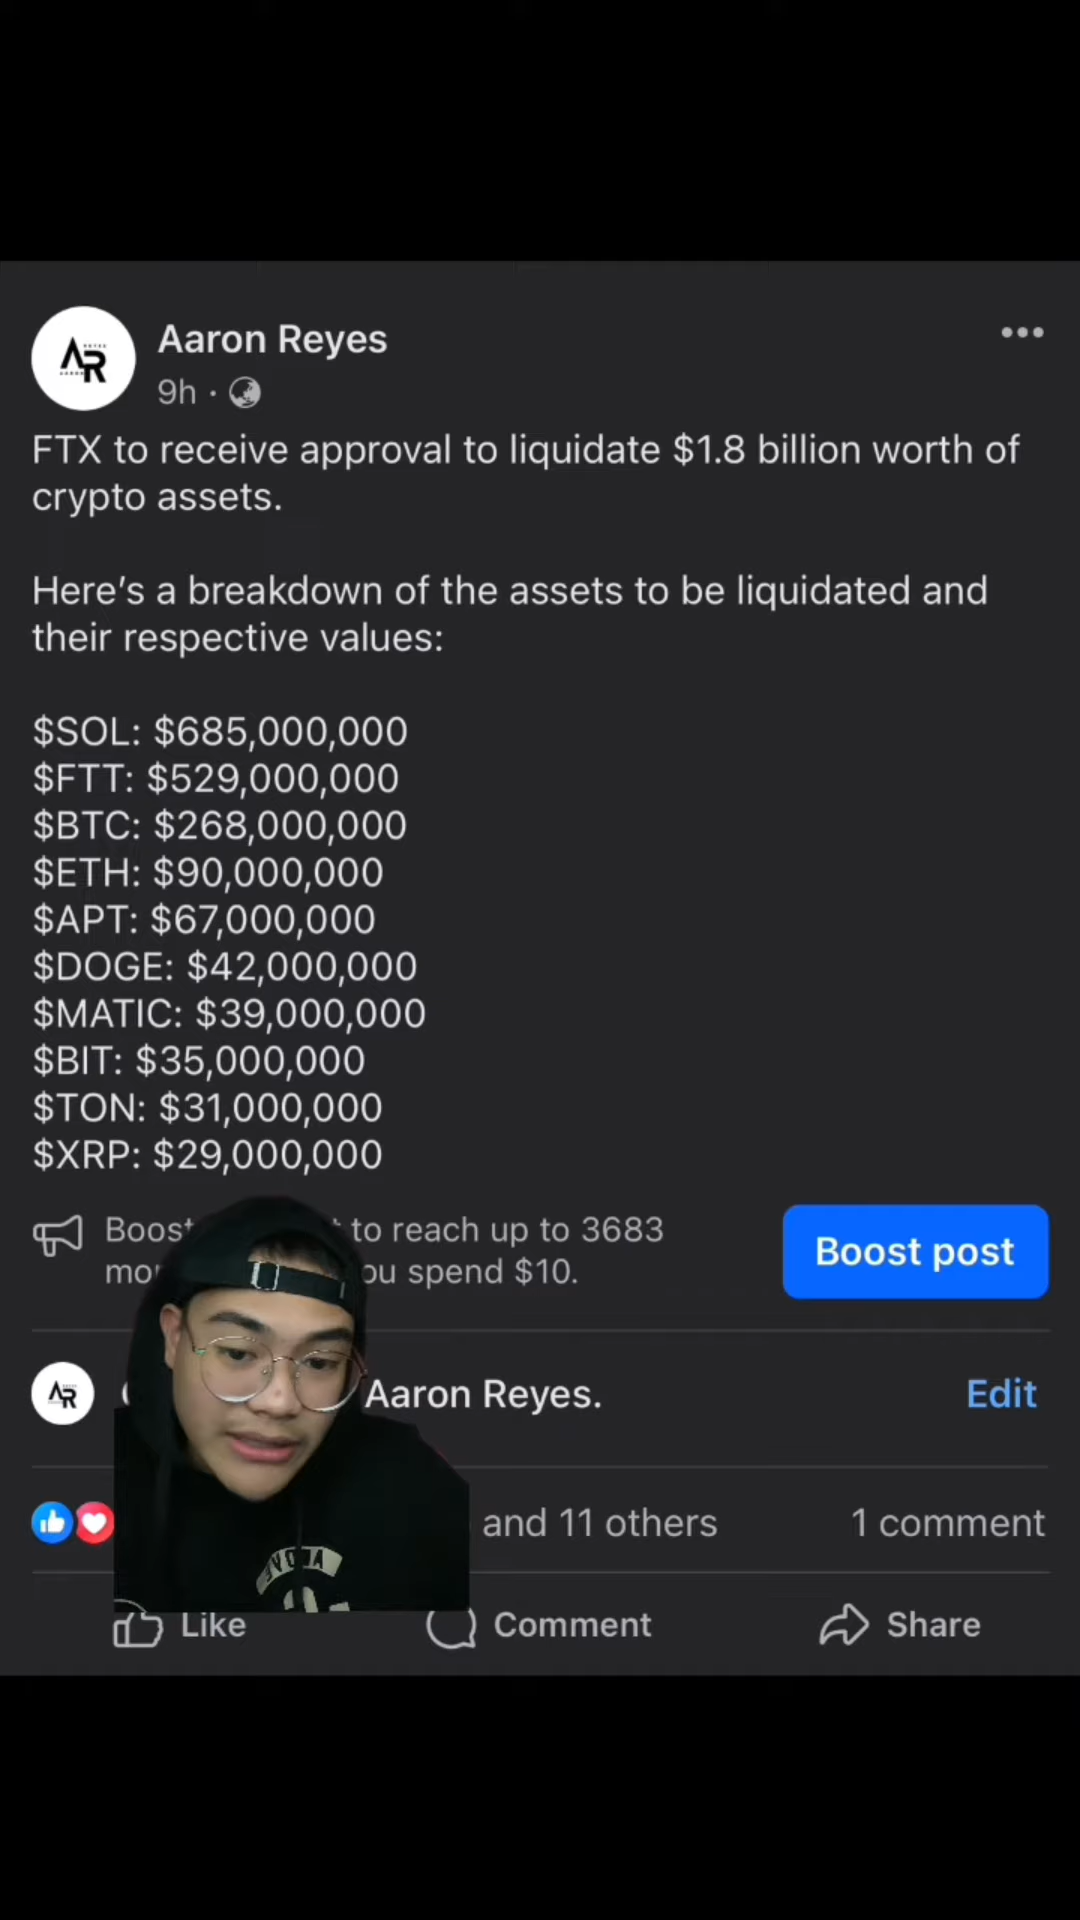 Aaron Reyes
9h ·
FTX to receive approval to liquidate $1.8 billion worth of
crypto assets.
Here's a breakdown of the assets to be liquidated and
their respective values:
$SOL: $685,000,000
$FTT: $529,000,000
$BTC: $268,000,000
$ETH: $90,000,000
$APT: $67,000,000
$DOGE: $42,000,000
$MATIC: $39,000,000
$BIT: $35,000,000
$TON: $31,000,000
$XRP: $29,000,000
to reach up to 3683
spend $10.
Boost post
Aaron Reyes.
Edit
and 11 others
1 comment
Like
Comment
Share